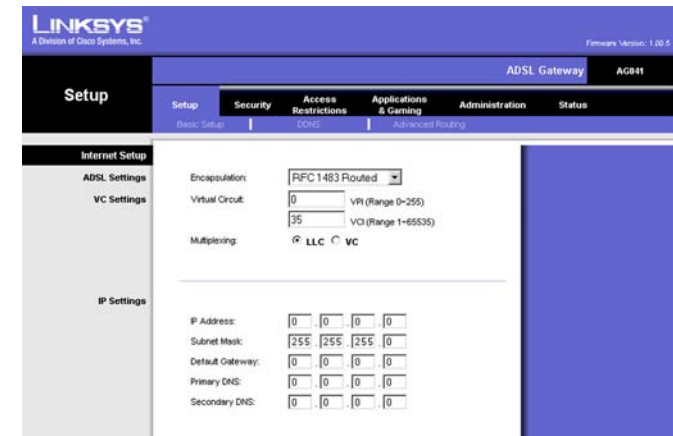 LINKSYS®
A Division of Cisco Systems, Inc.
Firmware Version: 1.00.5
ADSL Gateway AG041
Setup
Setup Security Access Restrictions Applications & Gaming Administration Status
Basic Setup | DDNS | Advanced Routing
Internet Setup
ADSL Settings Encapsulation: RFC 1483 Routed
VC Settings Virtual Circuit: 0 VPI (Range 0~255)
35 VCI (Range 1~65535)
Multiplexing: LLC VC
IP Settings
IP Address: 0 . 0 . 0 . 0
Subnet Mask: 255 . 255 . 255 . 0
Default Gateway: 0 . 0 . 0 . 0
Primary DNS: 0 . 0 . 0 . 0
Secondary DNS: 0 . 0 . 0 . 0